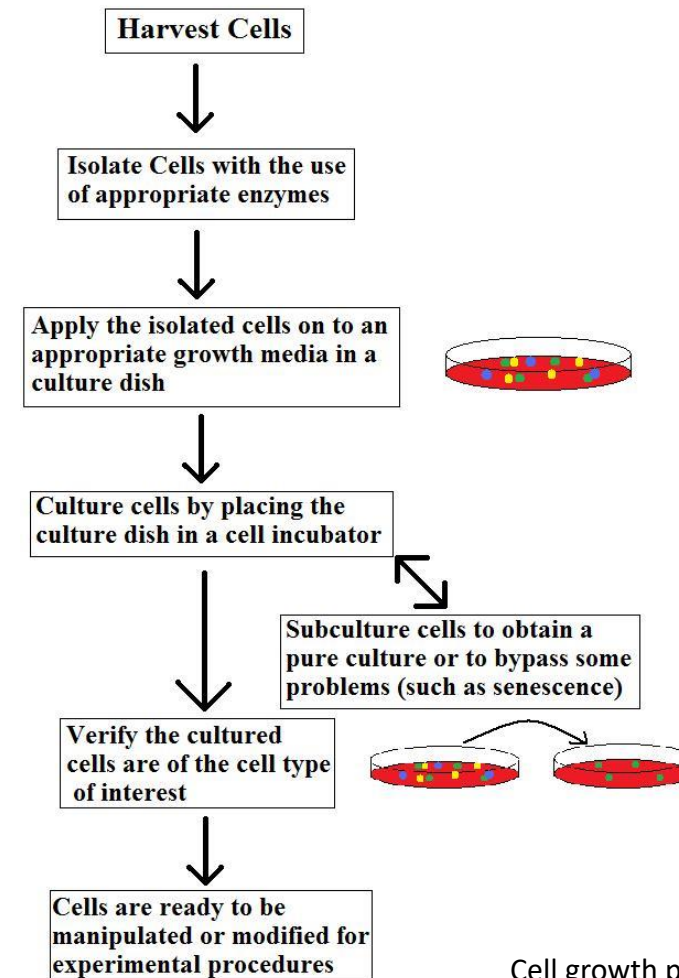 Harvest Cells
Isolate Cells with the use
of appropriate enzymes
Apply the isolated cells on to an
appropriate growth media in a
culture dish
Culture cells by placing the
culture dish in a cell incubator
Subculture cells to obtain a
pure culture or to bypass some
problems (such as senescence)
Verify the cultured
cells are of the cell type
of interest
Cells are ready to be
manipulated or modified for
experimental procedures
Cell growth p